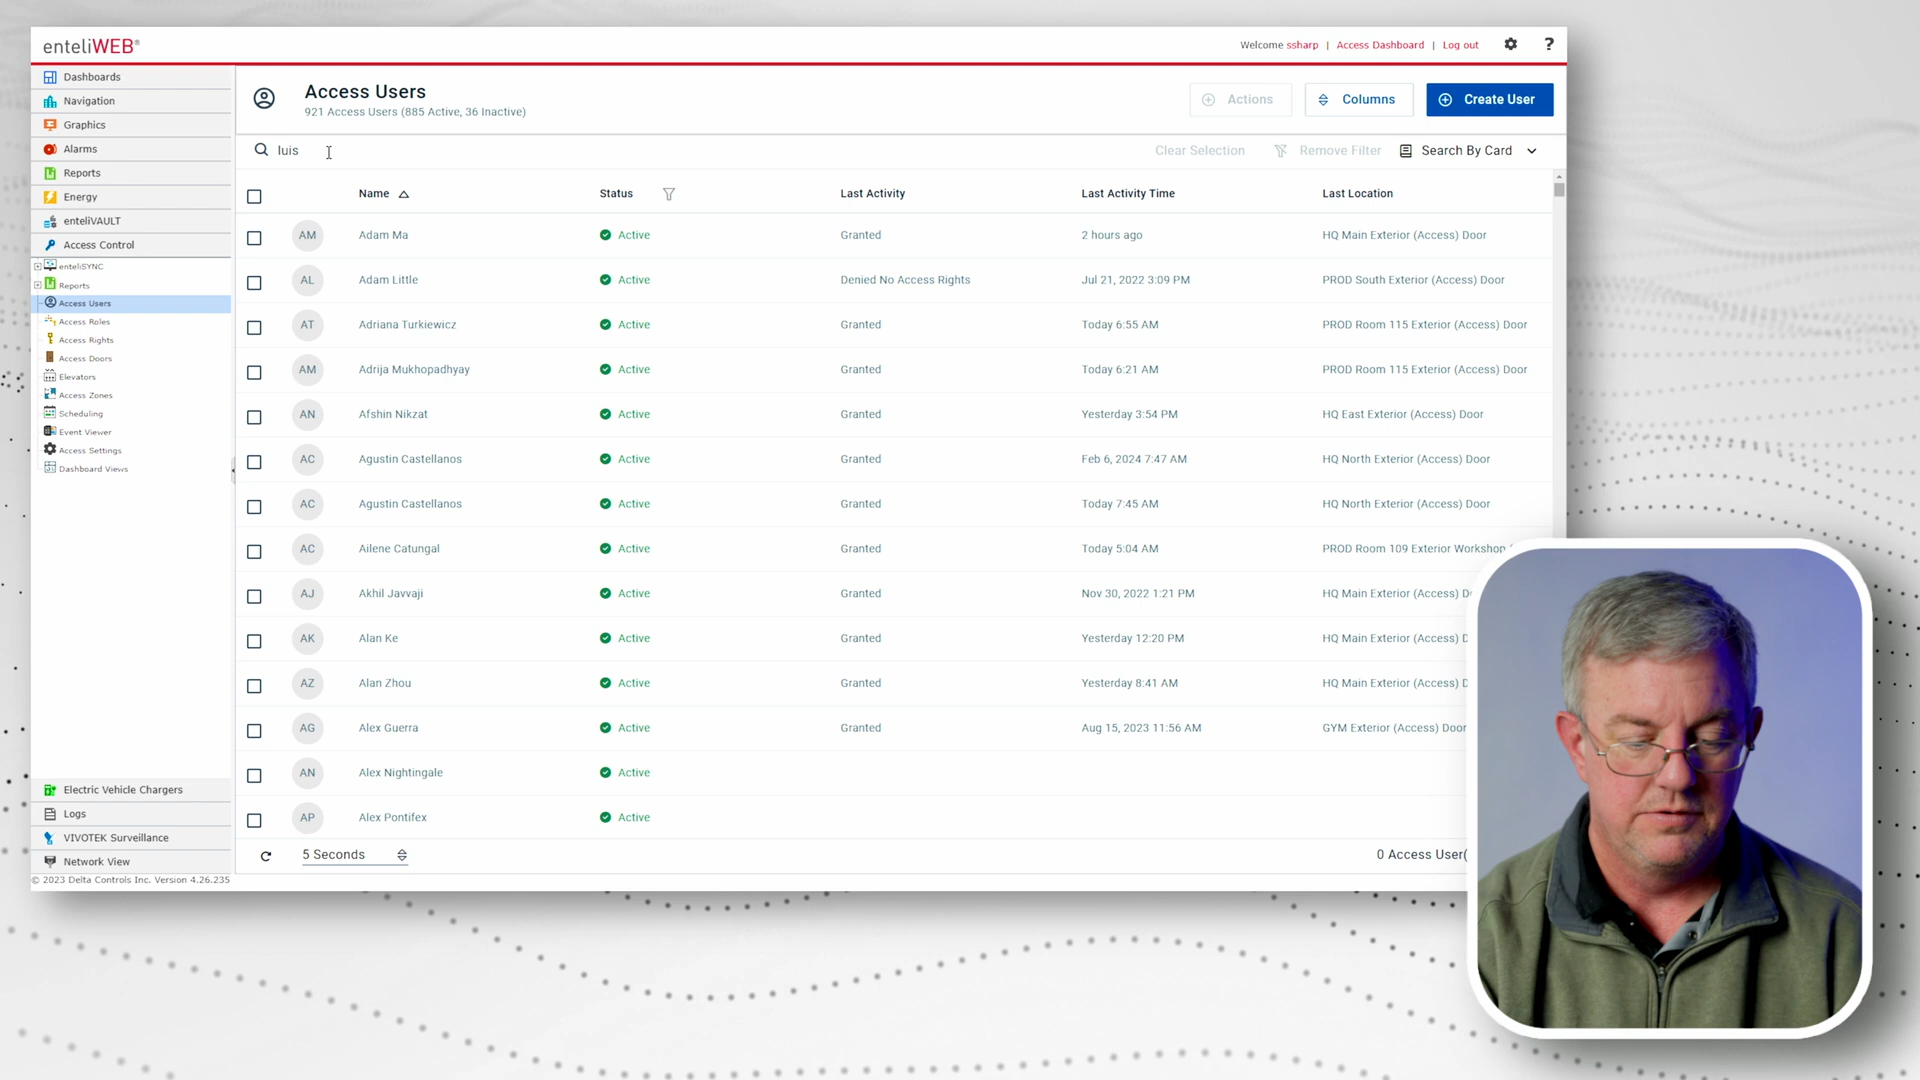 enteliWEB®
Welcome ssharp | Access Dashboard | Log out ?
Dashboards
Navigation
Graphics
Alarms
Reports
Energy
enteliVAULT
Access Control
enteliSYNC
Reports
Access Users
Access Roles
Access Rights
Access Doors
Elevators
Access Zones
Scheduling
Event Viewer
Access Settings
Dashboard Views
Electric Vehicle Chargers
Logs
VIVOTEK Surveillance
Network View
© 2023 Delta Controls Inc. Version 4.26.235
Access Users
921 Access Users (885 Active, 36 Inactive)
Actions Columns Create User
luis Clear Selection Remove Filter Search By Card
Name Status Last Activity Last Activity Time Last Location
AM Adam Ma Active Granted 2 hours ago HQ Main Exterior (Access) Door
AL Adam Little Active Denied No Access Rights Jul 21, 2022 3:09 PM PROD South Exterior (Access) Door
AT Adriana Turkiewicz Active Granted Today 6:55 AM PROD Room 115 Exterior (Access) Door
AM Adrija Mukhopadhyay Active Granted Today 6:21 AM PROD Room 115 Exterior (Access) Door
AN Afshin Nikzat Active Granted Yesterday 3:54 PM HQ East Exterior (Access) Door
AC Agustin Castellanos Active Granted Feb 6, 2024 7:47 AM HQ North Exterior (Access) Door
AC Agustin Castellanos Active Granted Today 7:45 AM HQ North Exterior (Access) Door
AC Ailene Catungal Active Granted Today 5:04 AM PROD Room 109 Exterior Workshop
AJ Akhil Javvaji Active Granted Nov 30, 2022 1:21 PM HQ Main Exterior (Access)
AK Alan Ke Active Granted Yesterday 12:20 PM HQ Main Exterior (Access)
AZ Alan Zhou Active Granted Yesterday 8:41 AM HQ Main Exterior (Access)
AG Alex Guerra Active Granted Aug 15, 2023 11:56 AM GYM Exterior (Access) Door
AN Alex Nightingale Active
AP Alex Pontifex Active
5 Seconds 0 Access User(